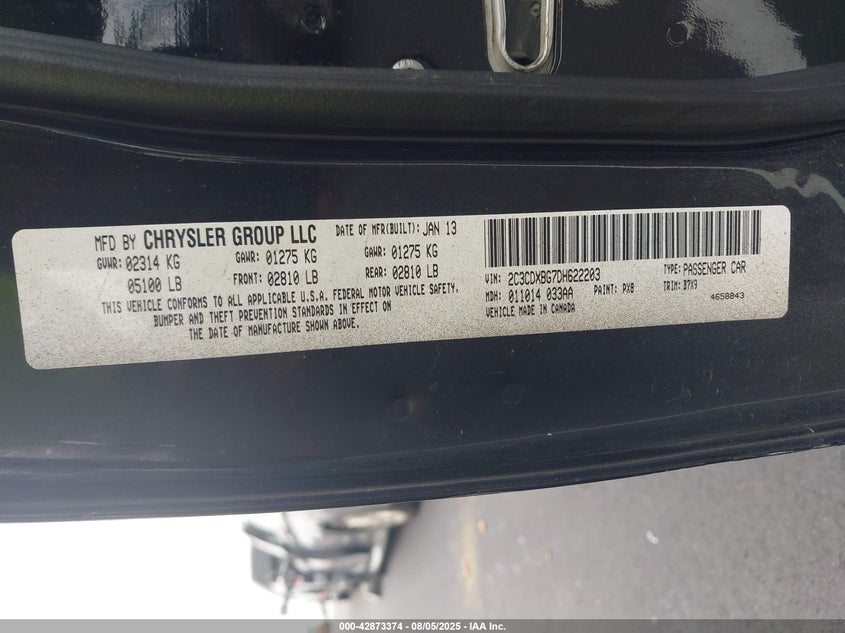 MFD BY CHRYSLER GROUP LLC
DATE OF MFR(BUILT): JAN 13
GVWR: 02314 KG GAWR: 01275 KG GAWR: 01275 KG
05100 LB FRONT: 02810 LB REAR: 02810 LB
THIS VEHICLE CONFORMS TO ALL APPLICABLE U.S.A. FEDERAL MOTOR VEHICLE SAFETY,
BUMPER AND THEFT PREVENTION STANDARDS IN EFFECT ON
THE DATE OF MANUFACTURE SHOWN ABOVE.
VIN: 2C3CDXBG7DH622203 TYPE: PASSENGER CAR
MDH: 011014 033AA PAINT: PX8 TRIM: B7X9
VEHICLE MADE IN CANADA 4658843
000-42873374 | 08/05/2025 - IAA Inc.